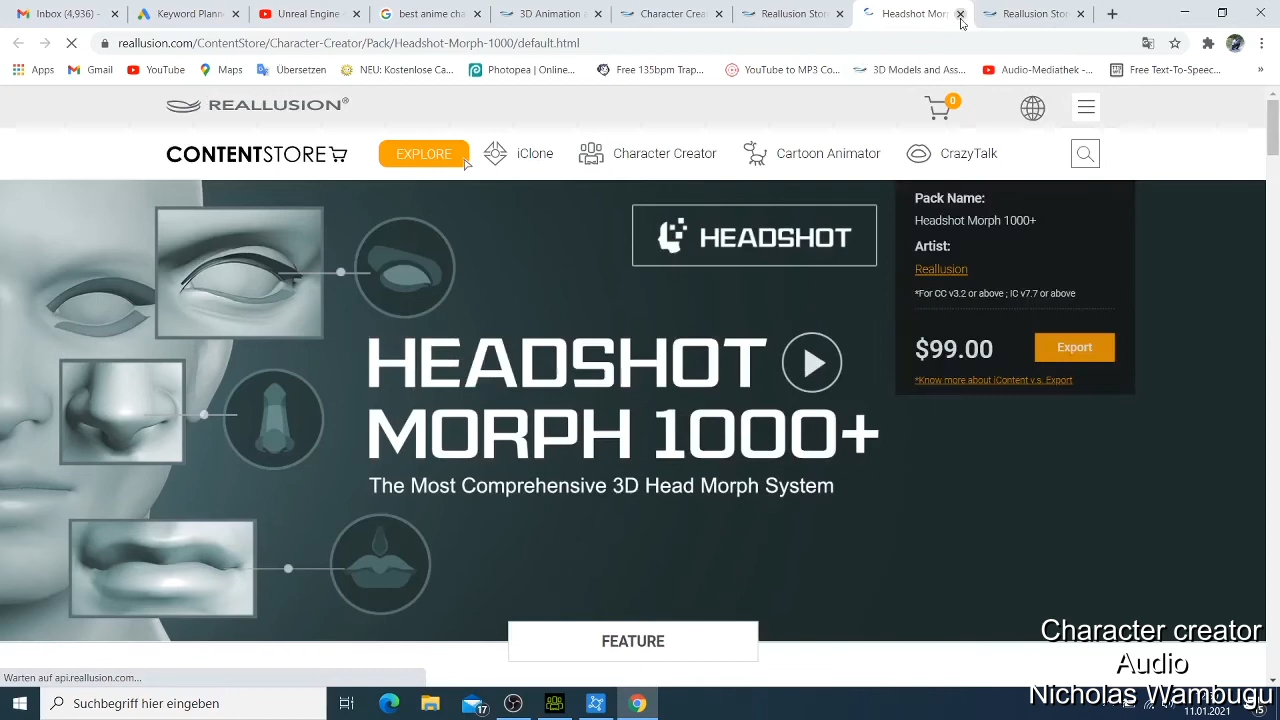 Inbox (4,936)
Keyword Planne
Unreal Engine
best anime cha
3D Animation
Character Crea
Reallusion Stor
Headshot Morp
Reallusion Stor
reallusion.com/ContentStore/Character-Creator/Pack/Headshot-Morph-1000/default.html
Apps
Gmail
YouTube
Maps
Übersetzen
NEU: Kostenlose Ca...
Photopea | Online...
Free 135bpm Trap...
YouTube to MP3 Co...
3D Models and Ass...
Audio-Mediathek -...
Free Text-To-Speec...
»
REALLUSION®
0
CONTENTSTORE
EXPLORE
iClone
Character Creator
Cartoon Animator
CrazyTalk
Pack Name:
Headshot Morph 1000+
Artist:
Reallusion
*For CC v3.2 or above ; IC v7.7 or above
$99.00
Export
*Know more about iContent v.s. Export
HEADSHOT
HEADSHOT
MORPH 1000+
The Most Comprehensive 3D Head Morph System
FEATURE
Character creator
Audio
Nicholas Wambugu
Warten auf api.reallusion.com...
Suchbegriff hier eingeben
17
11.01.2021